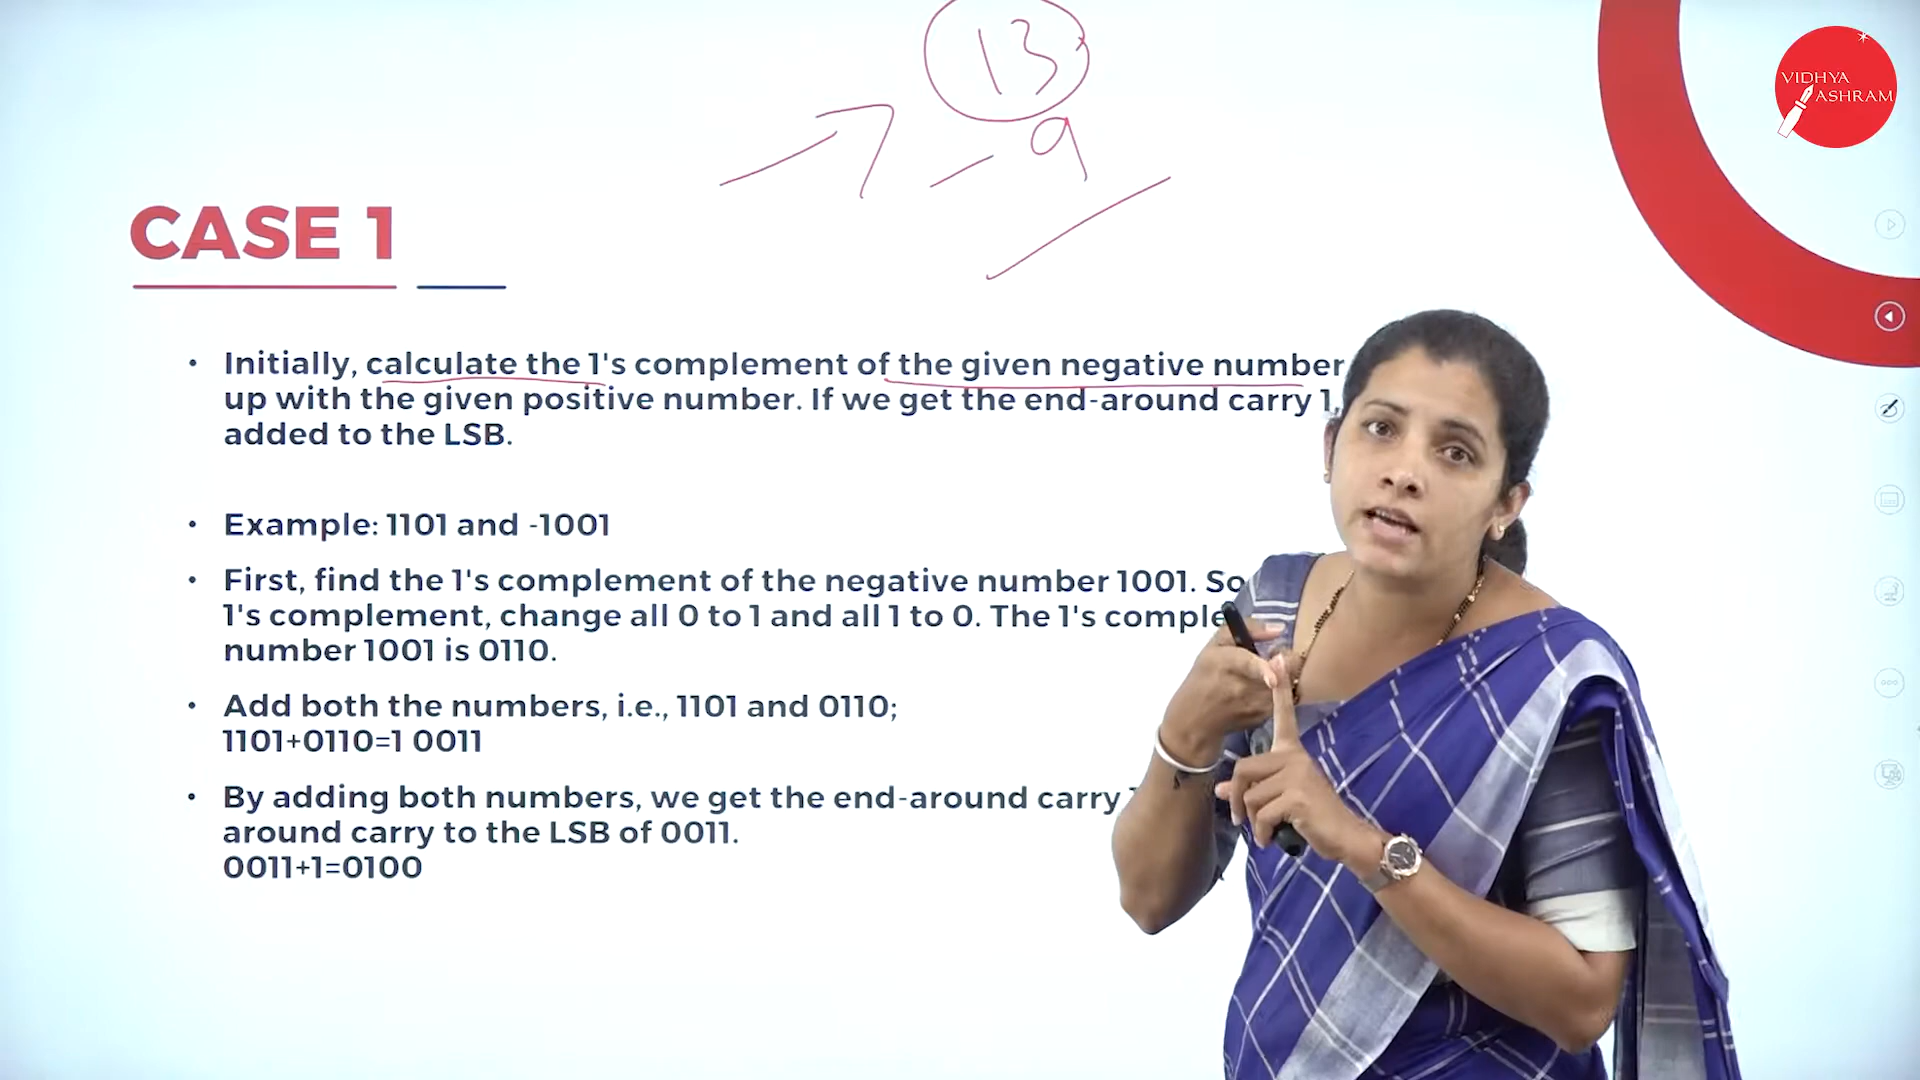 13
- 9
VIDHYA
ASHRAM
CASE 1
• Initially, calculate the 1's complement of the given negative number
up with the given positive number. If we get the end-around carry 1,
added to the LSB.
• Example: 1101 and -1001
• First, find the 1's complement of the negative number 1001. So
1's complement, change all 0 to 1 and all 1 to 0. The 1's comple
number 1001 is 0110.
• Add both the numbers, i.e., 1101 and 0110;
1101+0110=1 0011
• By adding both numbers, we get the end-around carry
around carry to the LSB of 0011.
0011+1=0100